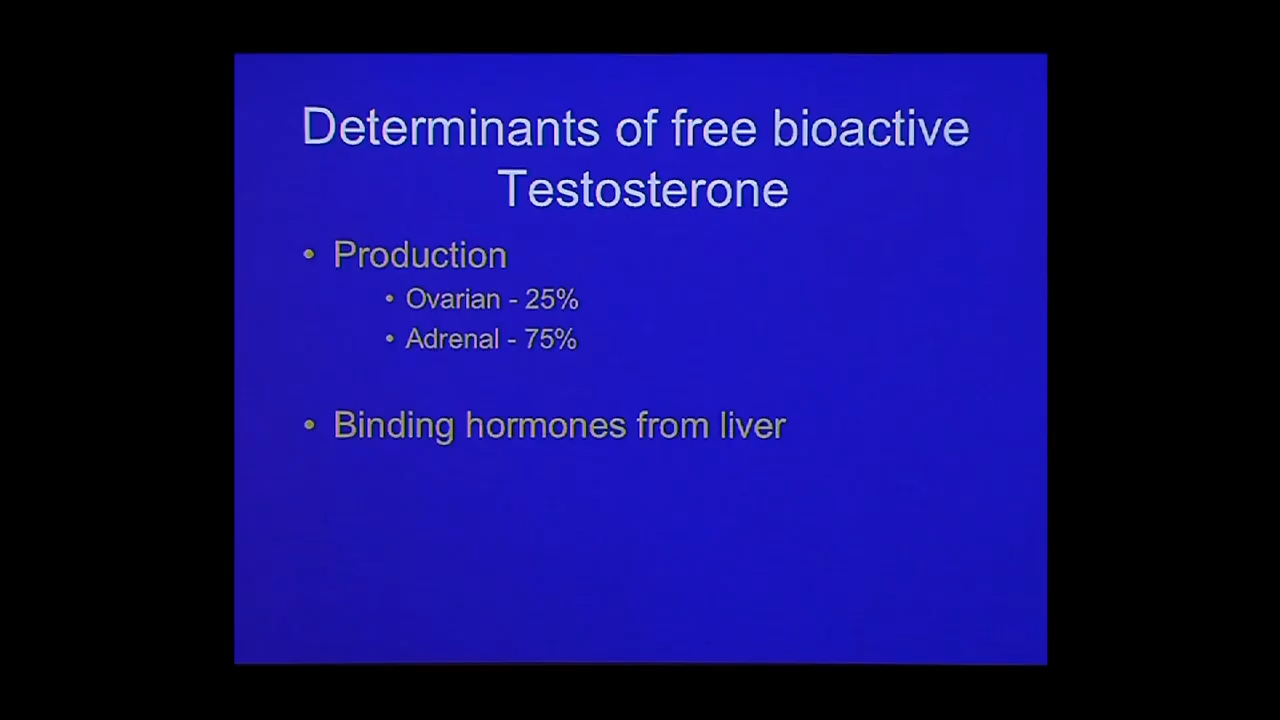 Determinants of free bioactive
Testosterone
• Production
• Ovarian - 25%
• Adrenal - 75%
• Binding hormones from liver